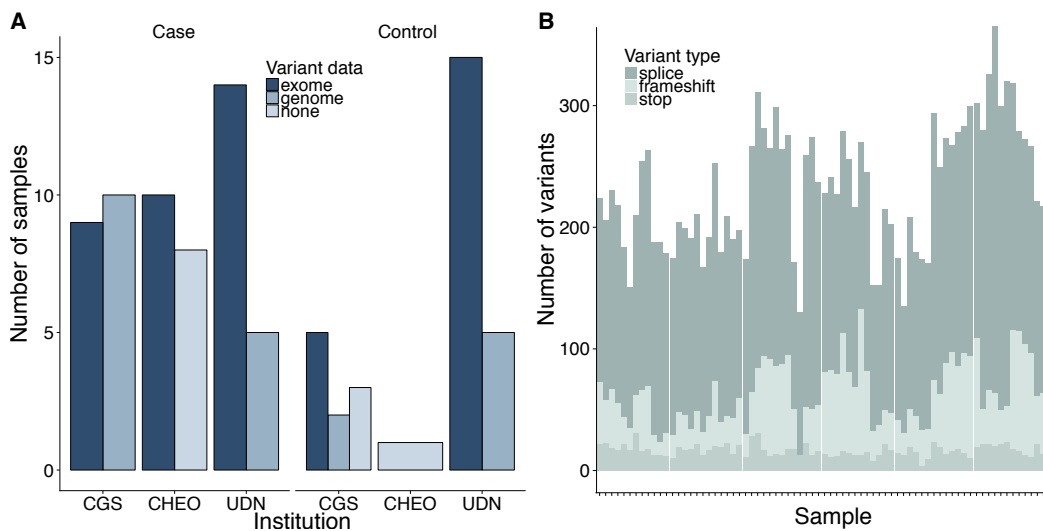 A
Case
Control
Variant data
exome
genome
none
Number of samples
15
10
5
0
CGS
CHEO
UDN
CGS
CHEO
UDN
Institution
B
Variant type
splice
frameshift
stop
Number of variants
300
200
100
0
Sample